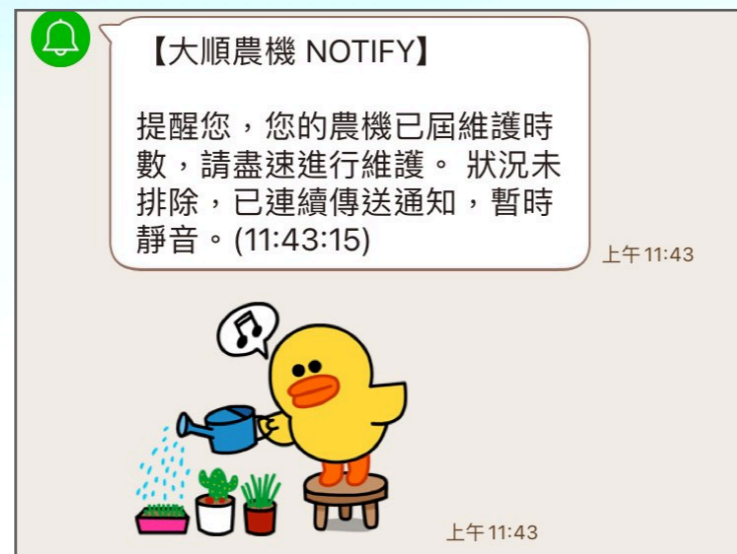 【大順農機 NOTIFY】
提醒您，您的農機已屆維護時
數，請盡速進行維護。 狀況未
排除，已連續傳送通知，暫時
靜音。(11:43:15)
上午11:43
上午11:43